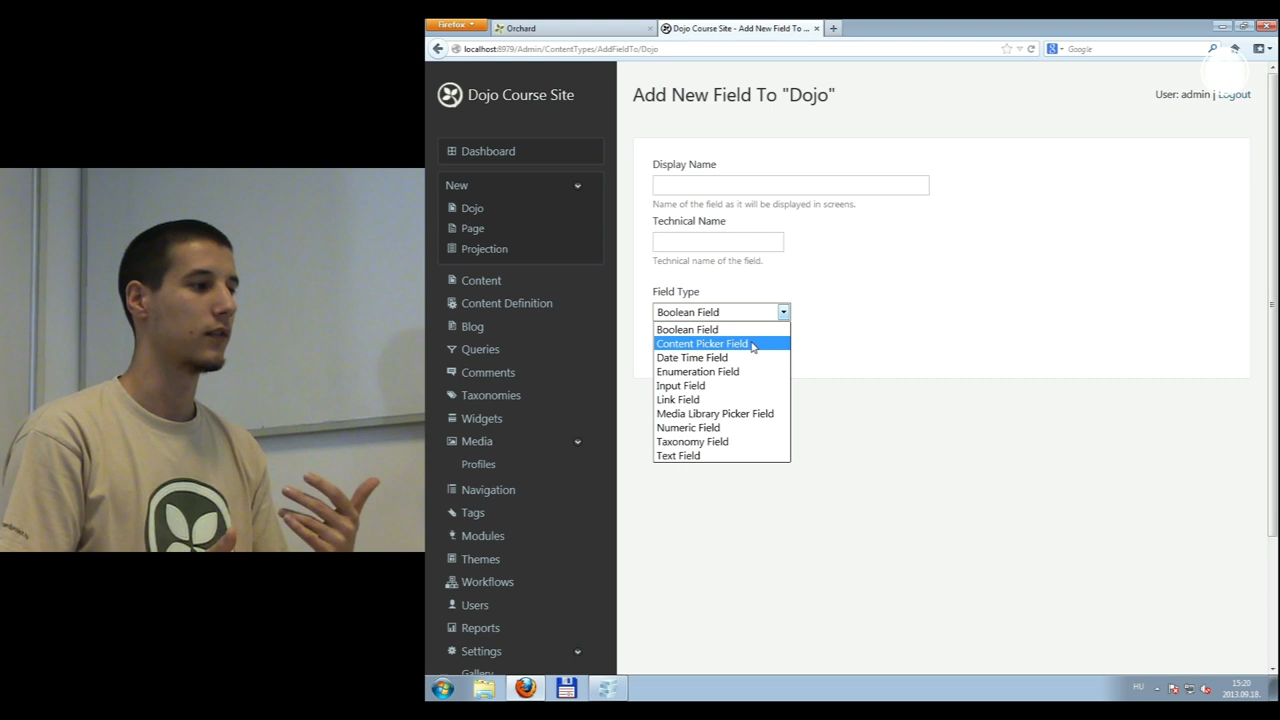 Firefox
Orchard
Dojo Course Site - Add New Field To ...
localhost:8979/Admin/ContentTypes/AddFieldTo/Dojo
Google
Dojo Course Site
Add New Field To "Dojo"
User: admin | Logout
Dashboard
New
Dojo
Page
Projection
Content
Content Definition
Blog
Queries
Comments
Taxonomies
Widgets
Media
Profiles
Navigation
Tags
Modules
Themes
Workflows
Users
Reports
Settings
Gallery
Display Name
Name of the field as it will be displayed in screens.
Technical Name
Technical name of the field.
Field Type
Boolean Field
Boolean Field
Content Picker Field
Date Time Field
Enumeration Field
Input Field
Link Field
Media Library Picker Field
Numeric Field
Taxonomy Field
Text Field
HU
15:20
2013.09.18.